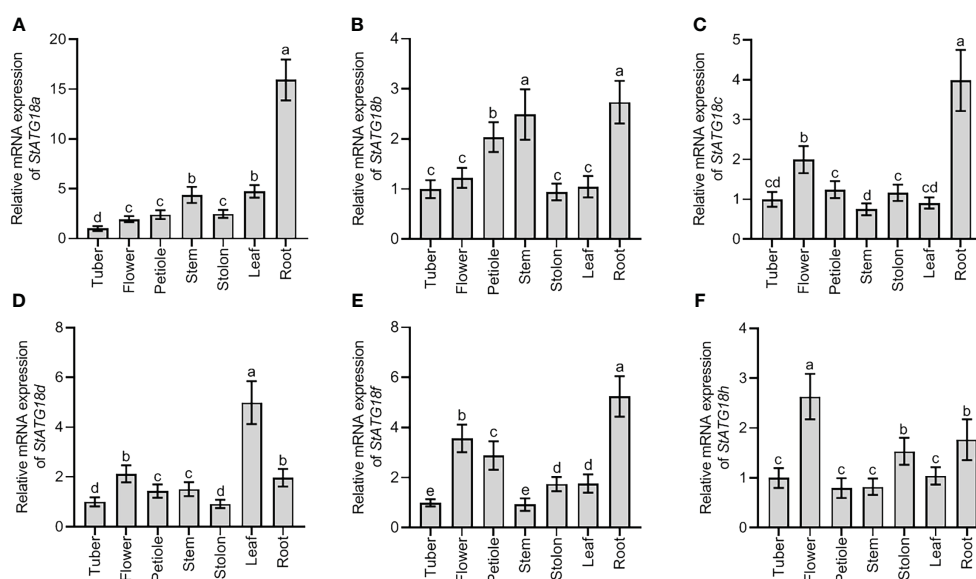 A
Relative mRNA expression
of StATG18a
20
15
10
5
0
d
c
c
b
c
b
a
Tuber
Flower
Petiole
Stem
Stolon
Leaf
Root
B
Relative mRNA expression
of StATG18b
4
3
2
1
0
c
c
b
a
c
c
a
Tuber
Flower
Petiole
Stem
Stolon
Leaf
Root
C
Relative mRNA expression
of StATG18c
5
4
3
2
1
0
cd
b
c
d
c
cd
a
Tuber
Flower
Petiole
Stem
Stolon
Leaf
Root
D
Relative mRNA expression
of StATG18d
8
6
4
2
0
d
b
c
c
d
a
b
Tuber
Flower
Petiole
Stem
Stolon
Leaf
Root
E
Relative mRNA expression
of StATG18f
8
6
4
2
0
e
b
c
e
d
d
a
Tuber
Flower
Petiole
Stem
Stolon
Leaf
Root
F
Relative mRNA expression
of StATG18h
4
3
2
1
0
c
a
c
c
b
c
b
Tuber
Flower
Petiole
Stem
Stolon
Leaf
Root